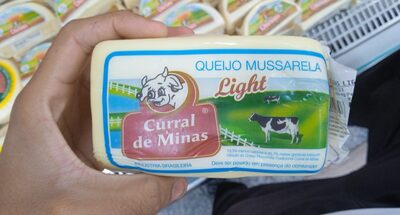 QUEIJO MUSSARELA
Light
Curral
de Minas
®
INDÚSTRIA BRASILEIRA
Deve ser pesado em presença do consumidor